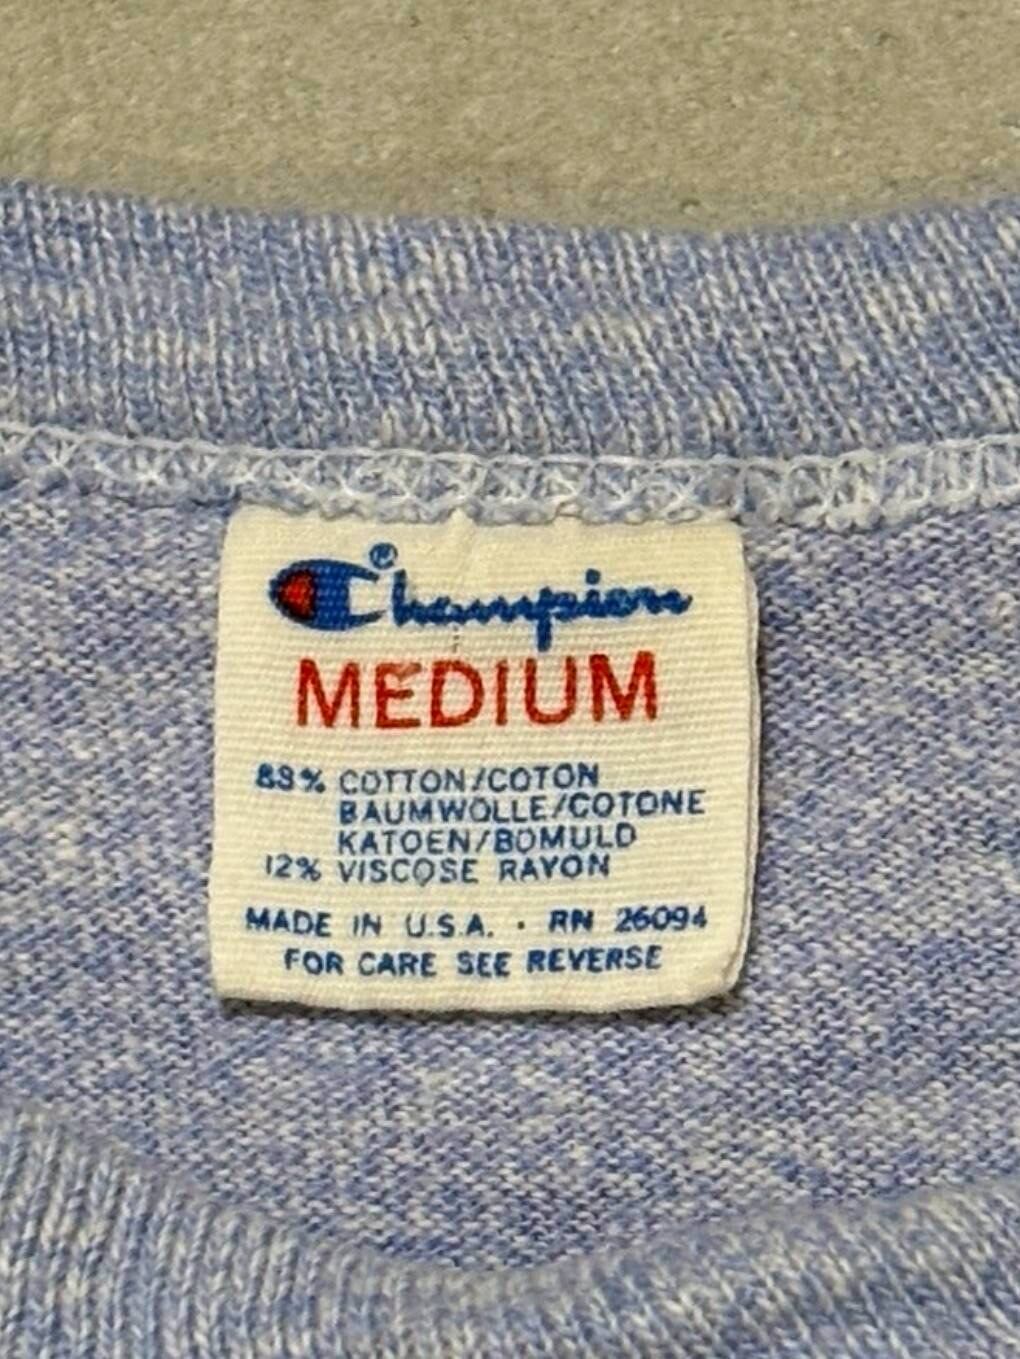 Champion®
MEDIUM
88% COTTON/COTON
BAUMWOLLE/COTONE
KATOEN/BOMULD
12% VISCOSE RAYON
MADE IN U.S.A. · RN 26094
FOR CARE SEE REVERSE